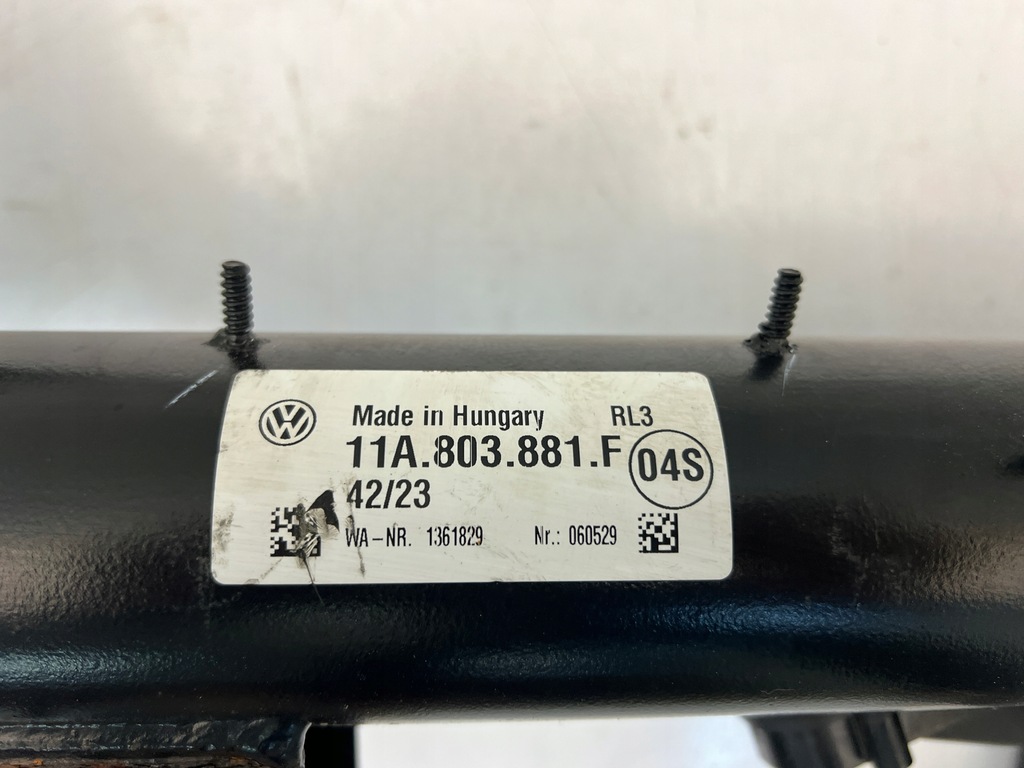 Made in Hungary RL3
11A.803.881.F 04S
42/23
WA-NR. 1361829 Nr.: 060529